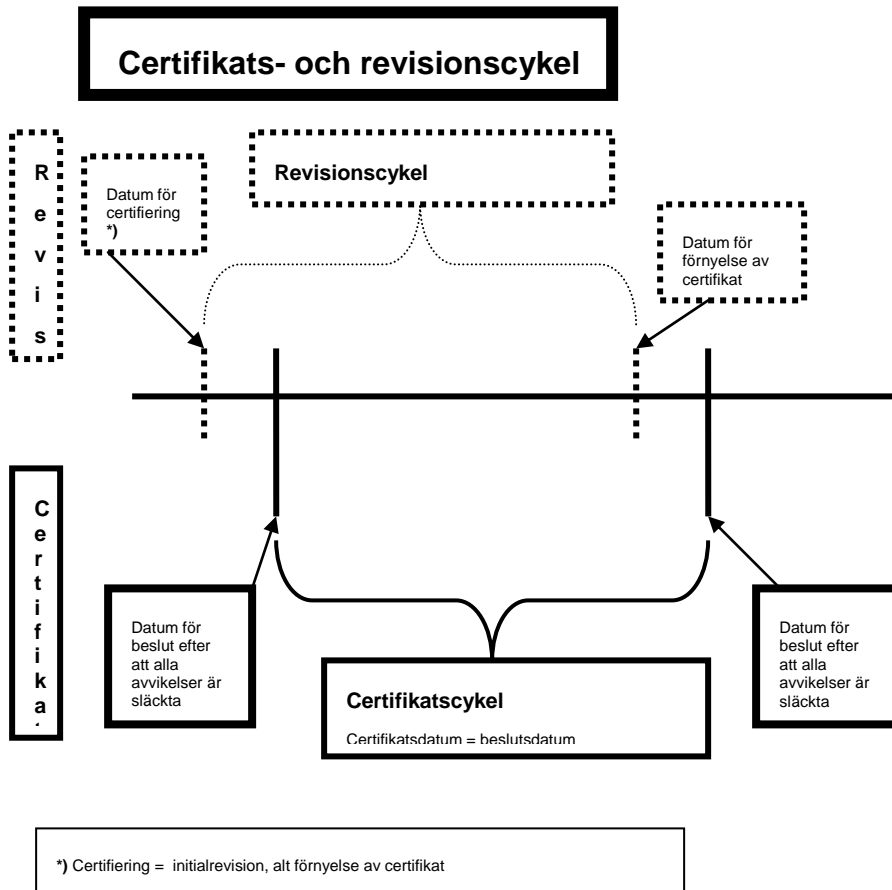 Certifikats- och revisionscykel
Revis
Datum för
certifiering
*)
Revisionscykel
Datum för
förnyelse av
certifikat
Certifika
Datum för
beslut efter
att alla
avvikelser är
släckta
Certifikatscykel
Certifikatsdatum = beslutsdatum
Datum för
beslut efter
att alla
avvikelser är
släckta
*) Certifiering = initialrevision, alt förnyelse av certifikat